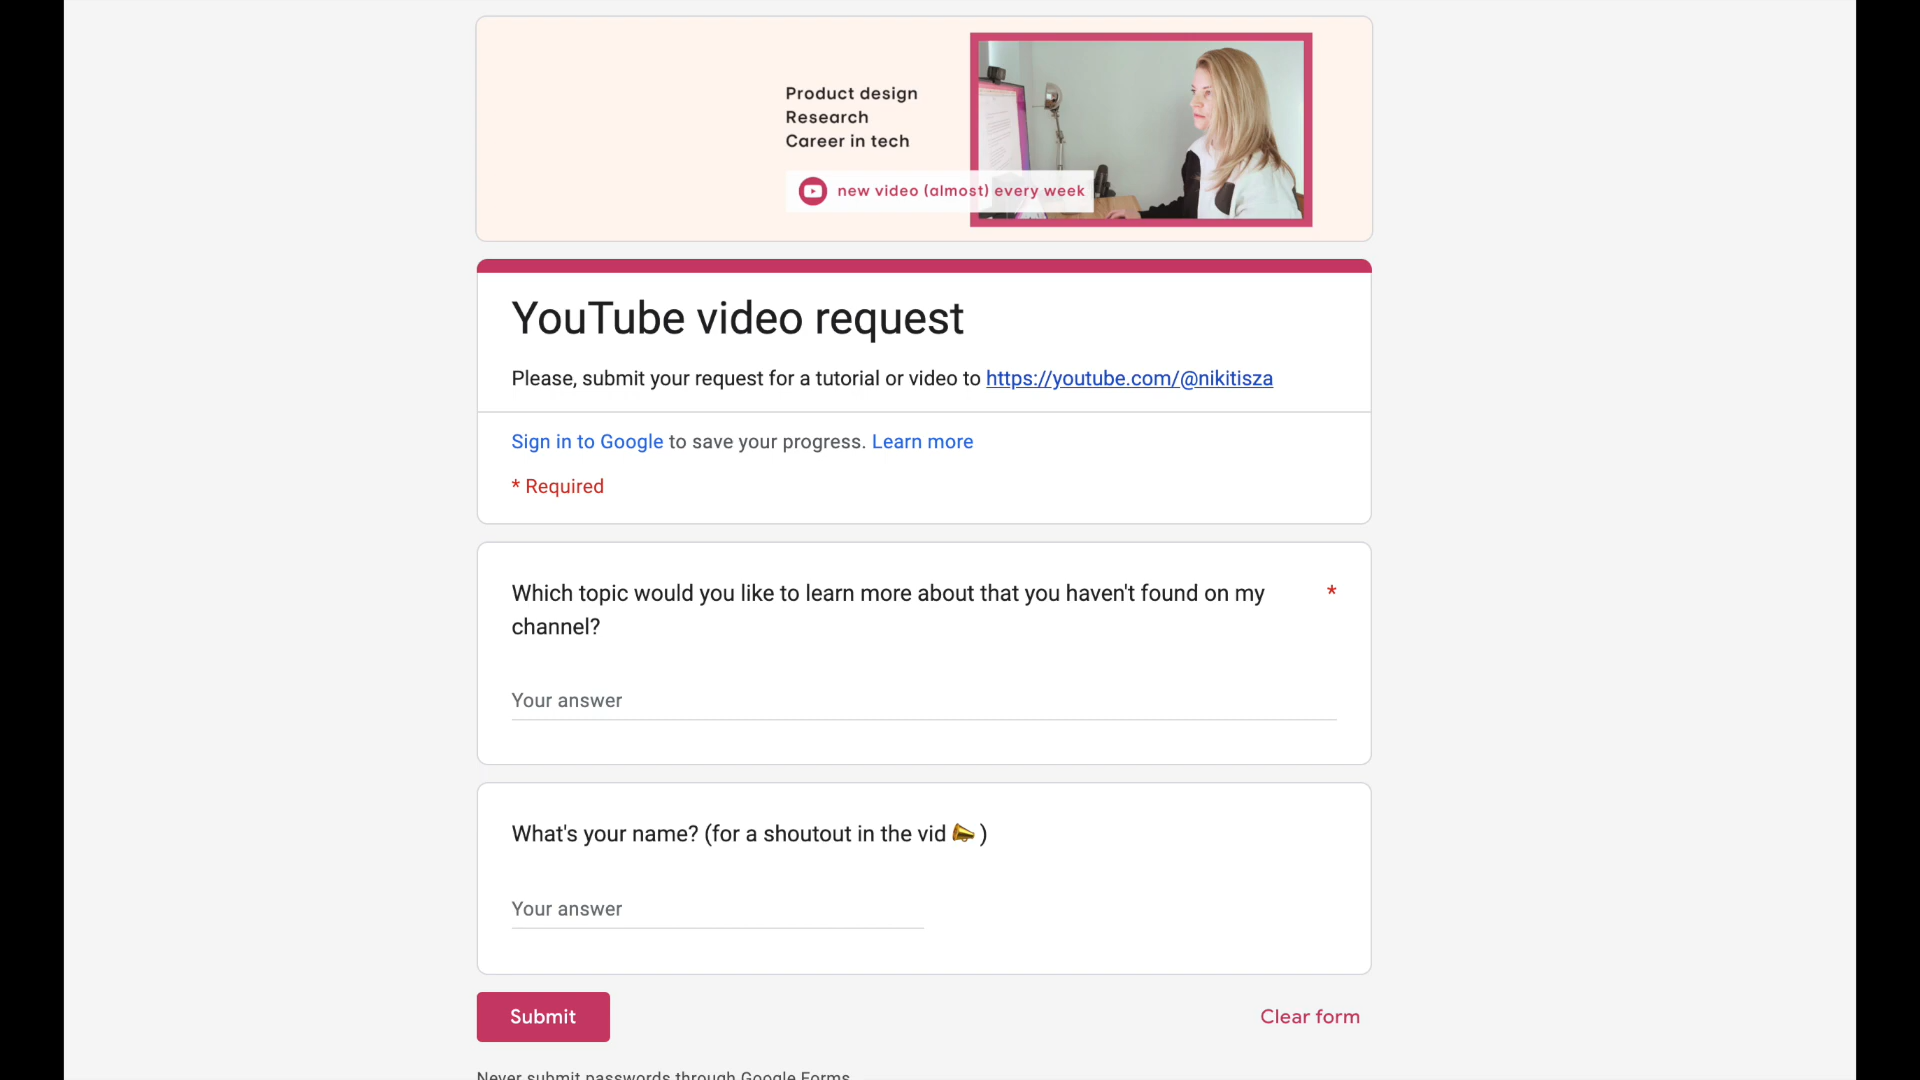 Product design
Research
Career in tech
new video (almost) every week
YouTube video request
Please, submit your request for a tutorial or video to https://youtube.com/@nikitisza
Sign in to Google to save your progress. Learn more
* Required
Which topic would you like to learn more about that you haven't found on my *
channel?
Your answer
What's your name? (for a shoutout in the vid 📣)
Your answer
Submit
Clear form
Never submit passwords through Google Forms.